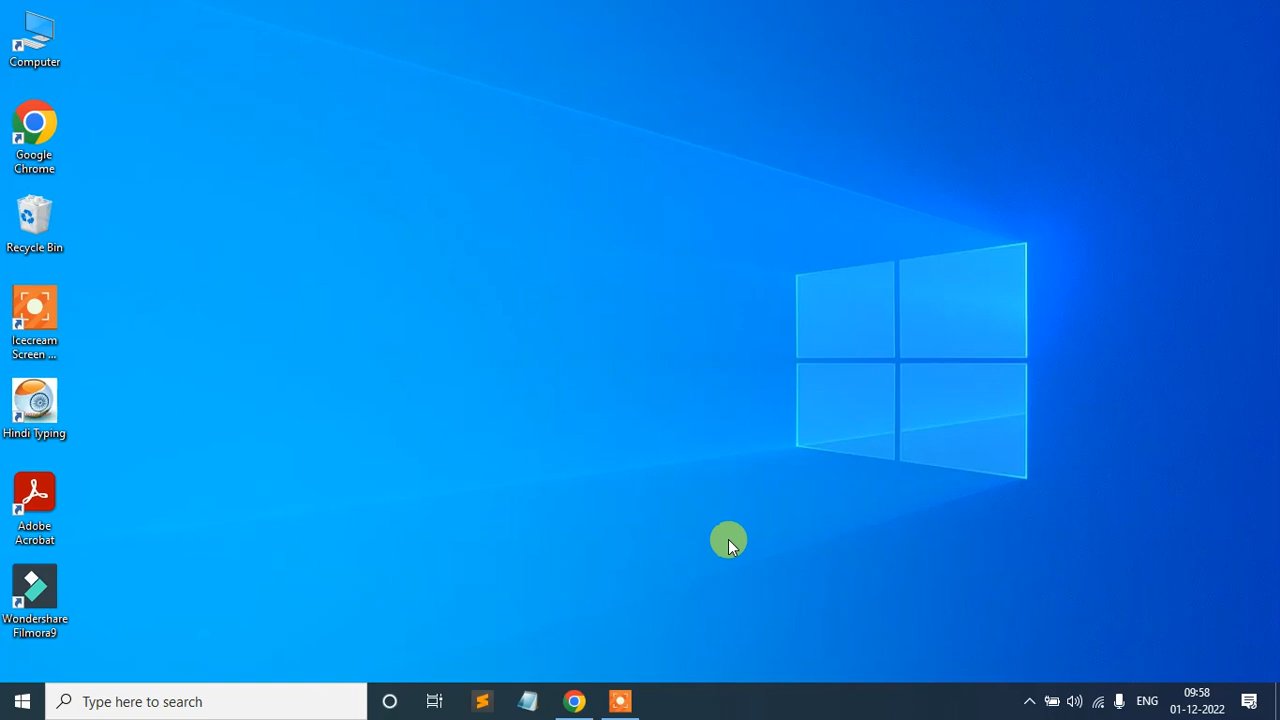 Computer
Google
Chrome
Recycle Bin
Icecream
Screen ...
Hindi Typing
Adobe
Acrobat
Wondershare
Filmora9
Type here to search
ENG
09:58
01-12-2022